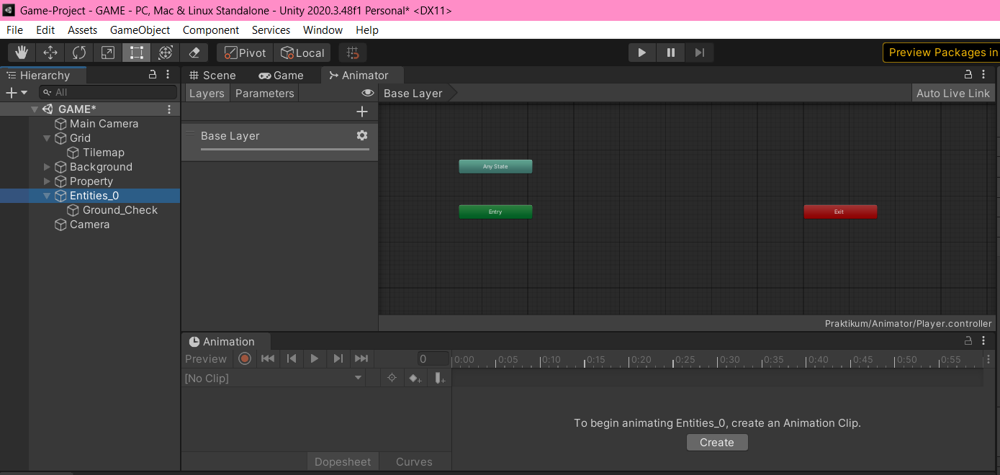 Game-Project - GAME - PC, Mac & Linux Standalone - Unity 2020.3.48f1 Personal* <DX11>
File Edit Assets GameObject Component Services Window Help
Pivot Local Preview Packages in
Hierarchy Scene Game Animator
All Layers Parameters Base Layer Auto Live Link
GAME*
Main Camera
Grid
Base Layer
Tilemap
Background
Any State
Property
Entities_0
Ground_Check
Entry Exit
Camera
Praktikum/Animator/Player.controller
Animation
Preview 0 0:00 0:05 0:10 0:15 0:20 0:25 0:30 0:35 0:40 0:45 0:50 0:55
[No Clip]
To begin animating Entities_0, create an Animation Clip.
Create
Dopesheet Curves